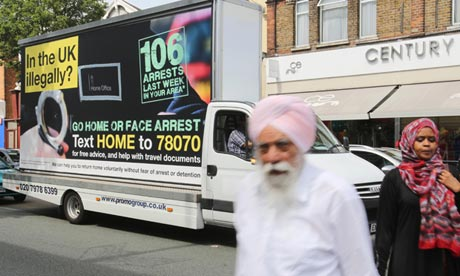 In the UK
illegally?
Home Office
106
ARRESTS
LAST WEEK
IN YOUR AREA*
GO HOME OR FACE ARREST
Text HOME to 78070
for free advice, and help with travel documents
We can help you to return home voluntarily without fear of arrest or detention
020 7978 6399
www.promogroup.co.uk
CENTURY